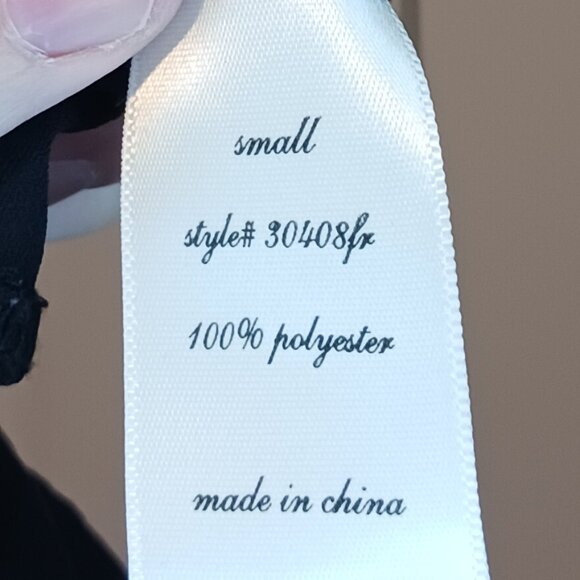 small
style# 30408fr
100% polyester
made in china